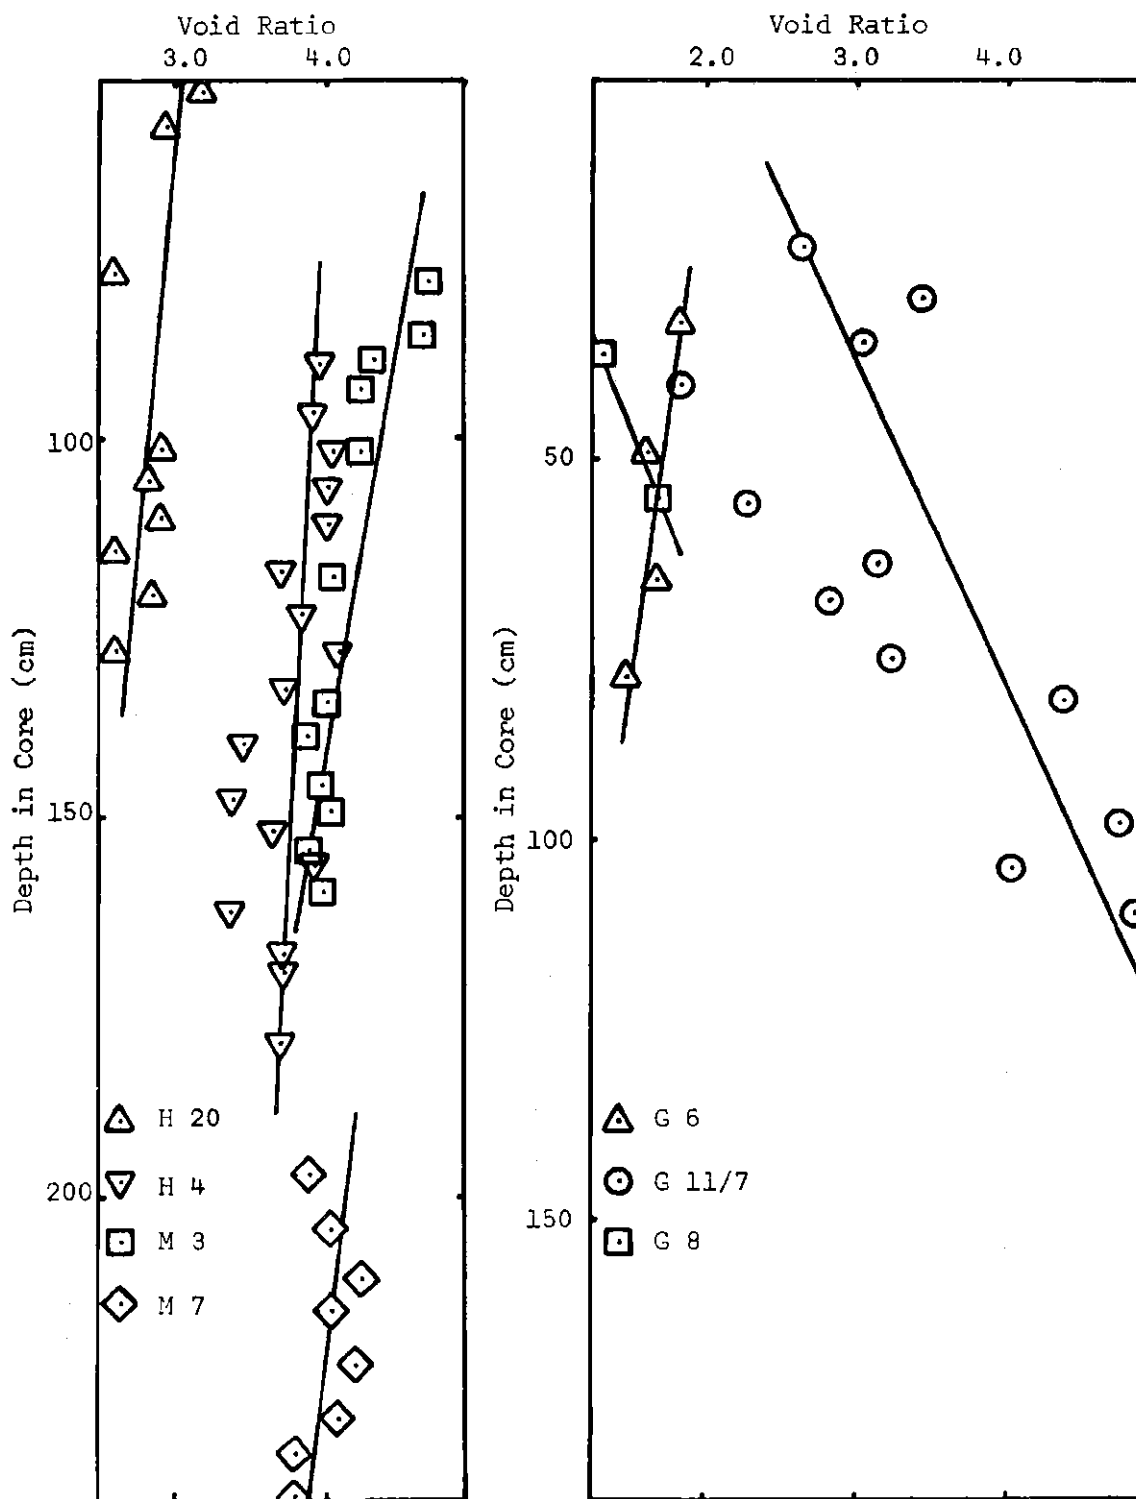 Void Ratio
3.0 4.0
100
150
200
Depth in Core (cm)
H 20
H 4
M 3
M 7
Void Ratio
2.0 3.0 4.0
50
100
150
Depth in Core (cm)
G 6
G 11/7
G 8